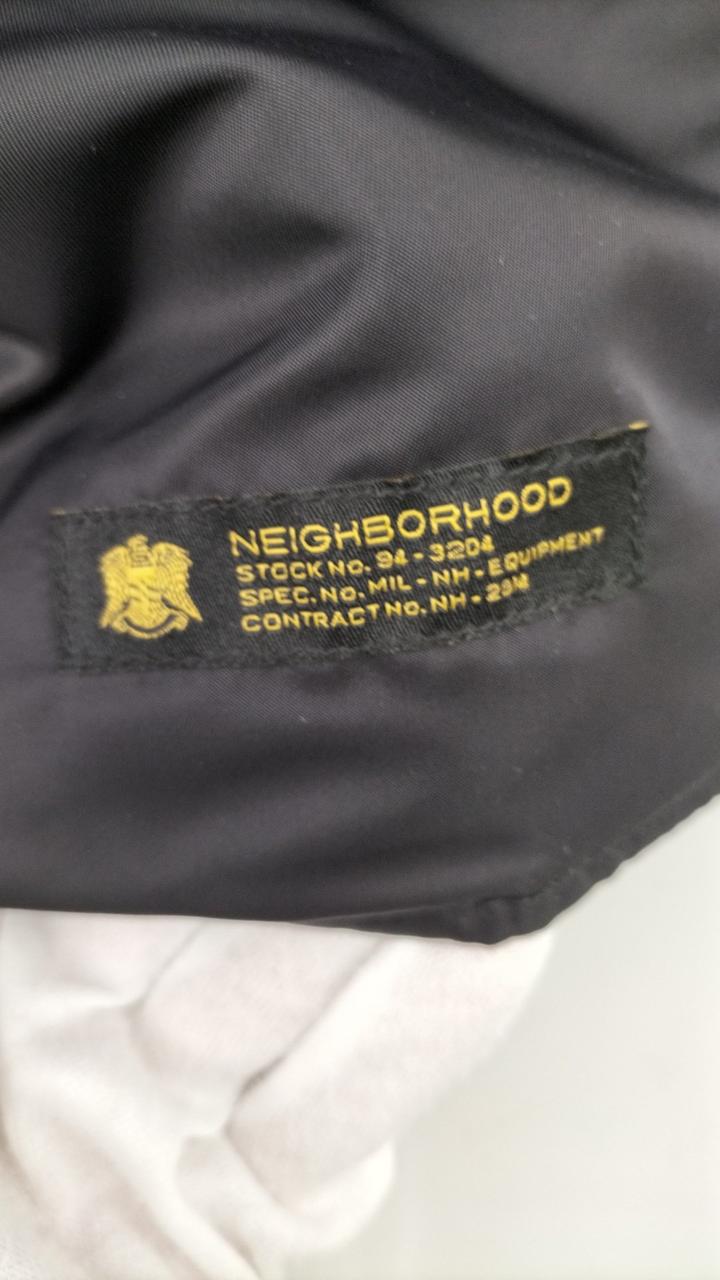 NEIGHBORHOOD
STOCK NO. 94-3204
SPEC. NO. MIL-NH-EQUIPMENT
CONTRACT NO. NH-23M